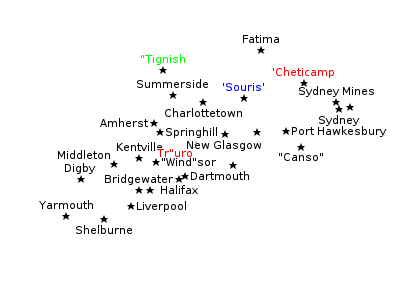 Fatima
"Tignish
'Cheticamp
Summerside
'Souris'
Sydney Mines
Charlottetown
Sydney
Amherst
Springhill
Port Hawkesbury
New Glasgow
Kentville
Tr"uro
Middleton
"Wind"sor
"Canso"
Digby
Bridgewater
Dartmouth
Halifax
Yarmouth
Liverpool
Shelburne